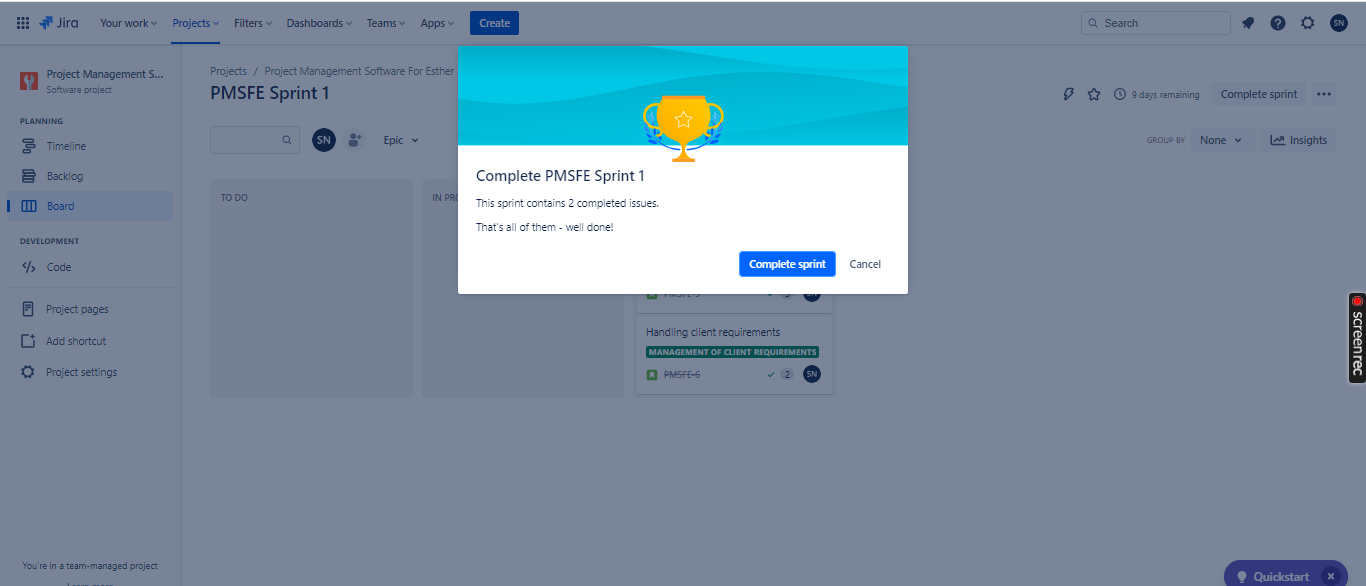 Jira
Your work
Projects
Filters
Dashboards
Teams
Apps
Create
Search
SN
Project Management S...
Software project
PLANNING
Timeline
Backlog
Board
DEVELOPMENT
Code
Project pages
Add shortcut
Project settings
You're in a team-managed project
Learn more
Projects / Project Management Software For Esther
PMSFE Sprint 1
9 days remaining
Complete sprint
SN
Epic
GROUP BY
None
Insights
TO DO
IN PRO
Complete PMSFE Sprint 1
This sprint contains 2 completed issues.
That's all of them - well done!
Complete sprint
Cancel
Handling client requirements
MANAGEMENT OF CLIENT REQUIREMENTS
PMSFE-6
2
SN
screenrec
Quickstart